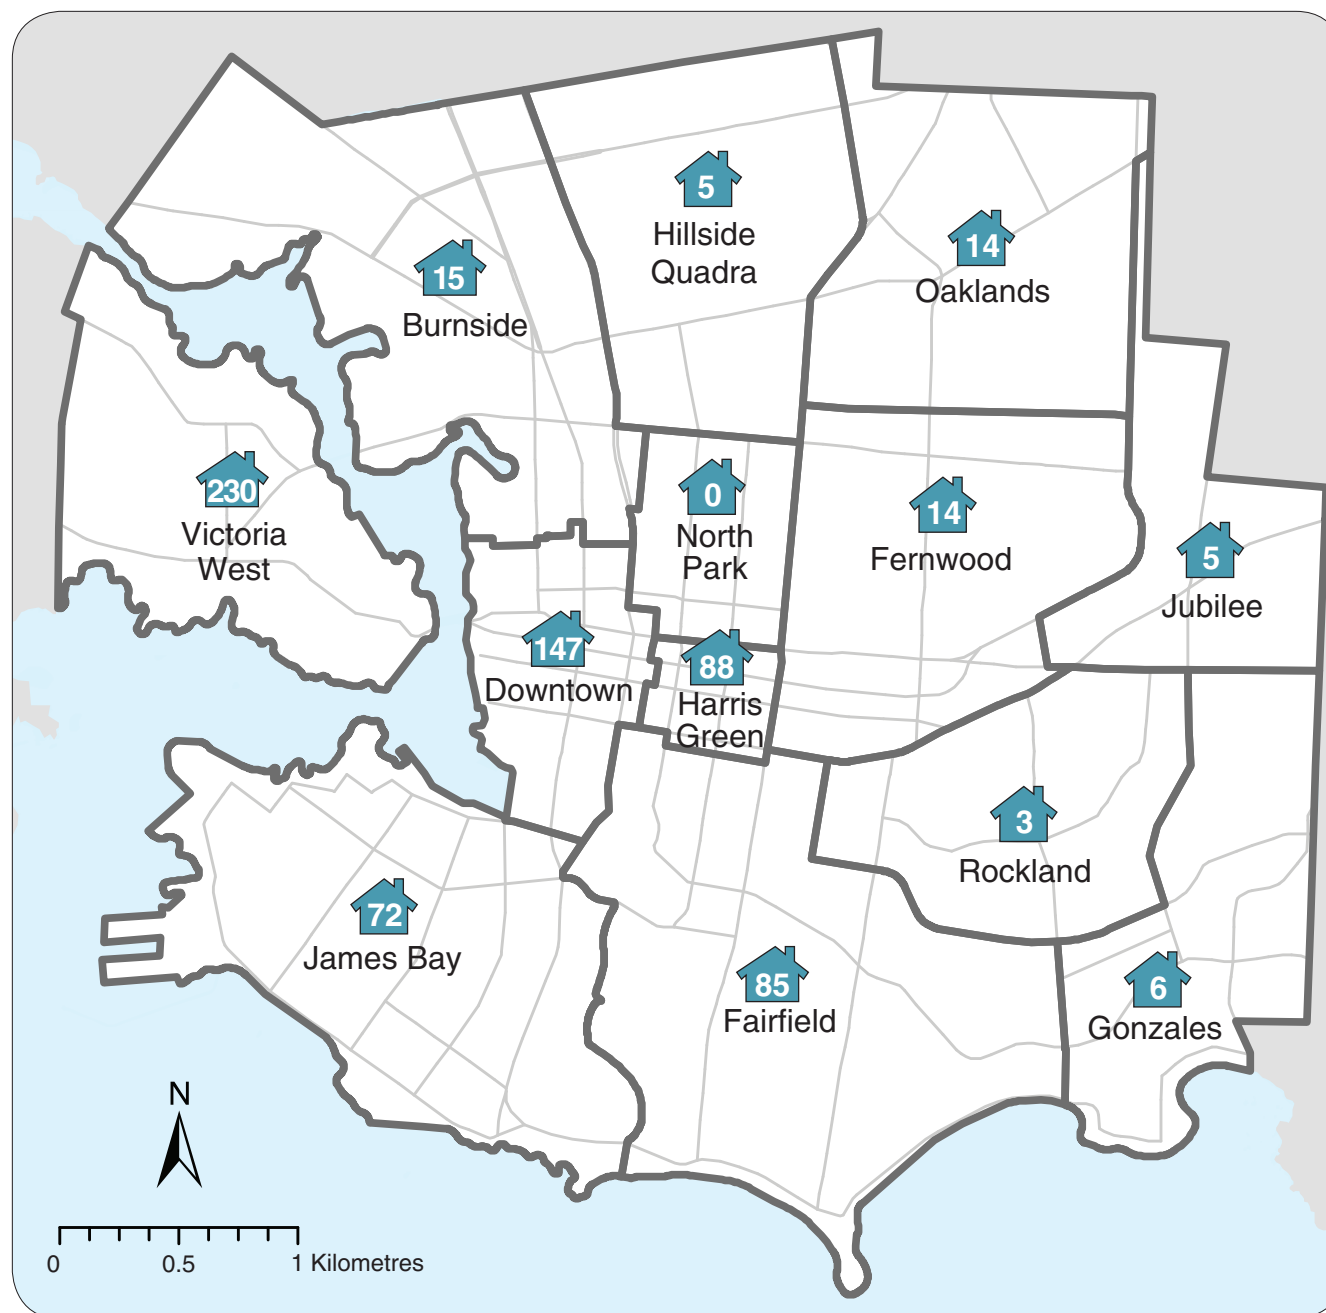 5
Hillside
Quadra
14
Oaklands
15
Burnside
230
Victoria
West
0
North
Park
14
Fernwood
5
Jubilee
147
Downtown
88
Harris
Green
3
Rockland
72
James Bay
85
Fairfield
6
Gonzales
N
0 0.5 1 Kilometres